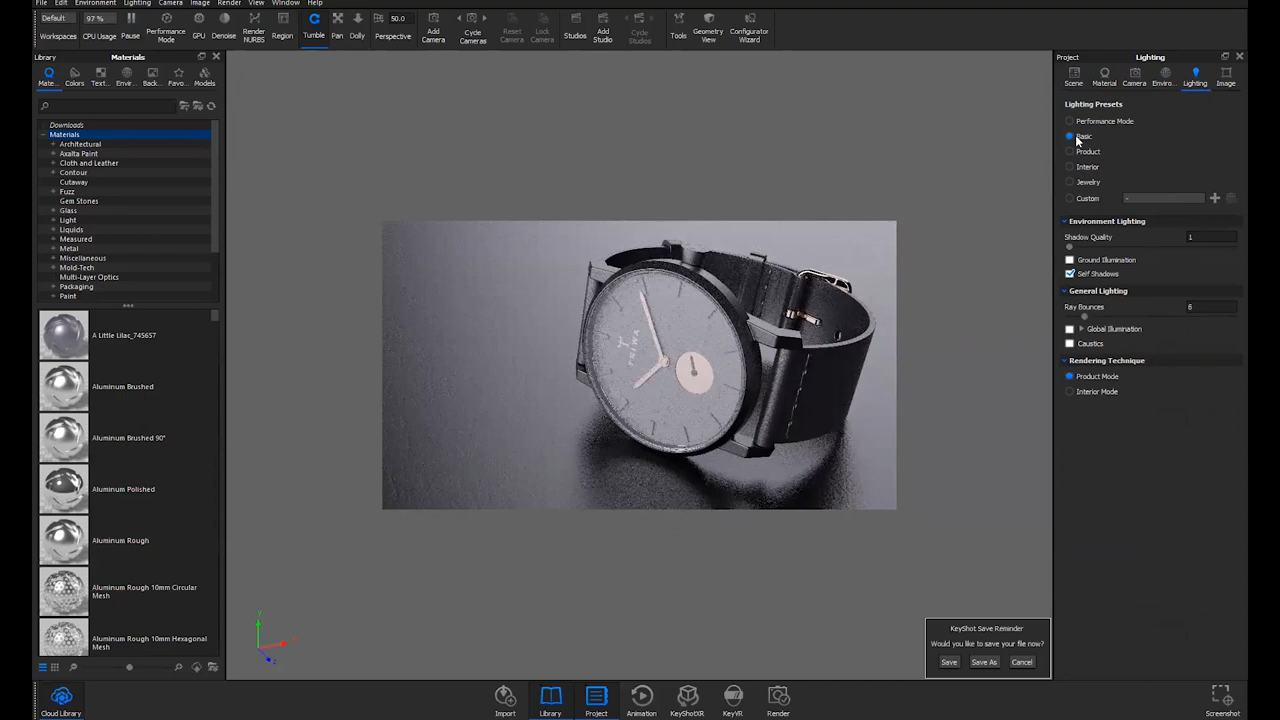 File Edit Environment Lighting Camera Image Render View Window Help
Default 97 % 50.0
Workspaces CPU Usage Pause Performance Mode GPU Denoise Render NURBS Region Tumble Pan Dolly Perspective Add Camera Cycle Cameras Reset Camera Lock Camera Studios Add Studio Cycle Studios Tools Geometry View Configurator Wizard
Library Materials
Mate... Colors Text... Envir... Back... Favo... Models
Downloads
Materials
Architectural
Axalta Paint
Cloth and Leather
Contour
Cutaway
Fuzz
Gem Stones
Glass
Light
Liquids
Measured
Metal
Miscellaneous
Mold-Tech
Multi-Layer Optics
Packaging
Paint
A Little Lilac_745657
Aluminum Brushed
Aluminum Brushed 90°
Aluminum Polished
Aluminum Rough
Aluminum Rough 10mm Circular
Mesh
Aluminum Rough 10mm Hexagonal
Mesh
TRIWA
y
z
Project Lighting
Scene Material Camera Enviro... Lighting Image
Lighting Presets
Performance Mode
Basic
Product
Interior
Jewelry
Custom -
Environment Lighting
Shadow Quality 1
Ground Illumination
Self Shadows
General Lighting
Ray Bounces 6
Global Illumination
Caustics
Rendering Technique
Product Mode
Interior Mode
KeyShot Save Reminder
Would you like to save your file now?
Save Save As Cancel
Cloud Library Import Library Project Animation KeyShotXR KeyVR Render Screenshot